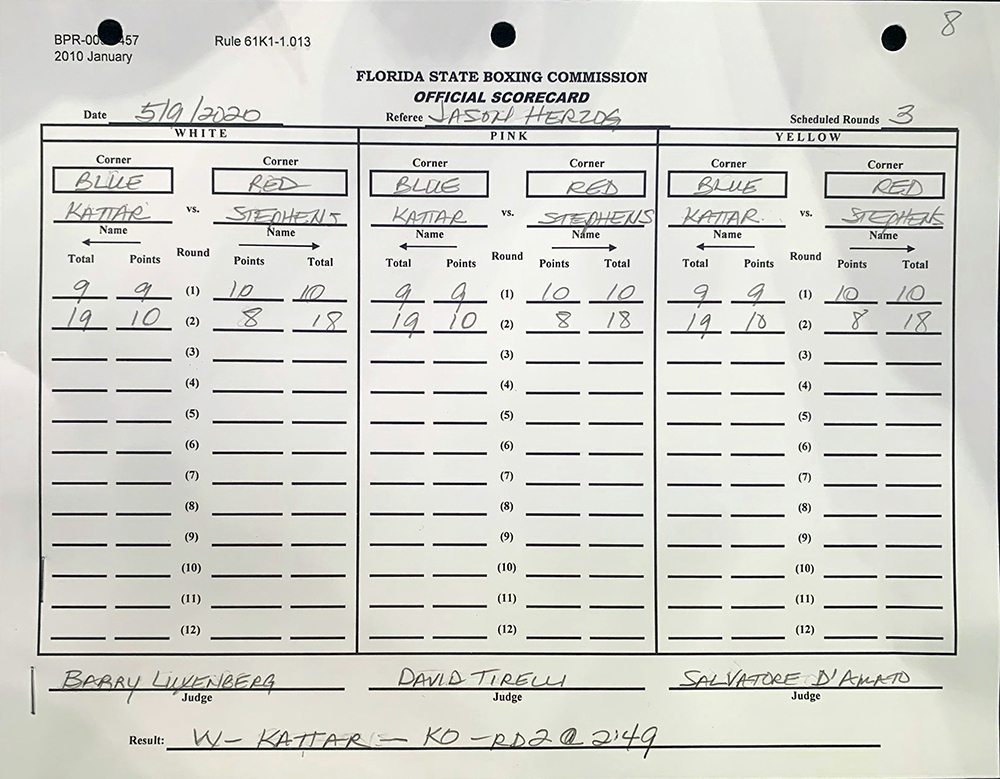 8
BPR-00 457 Rule 61K1-1.013
2010 January
FLORIDA STATE BOXING COMMISSION
OFFICIAL SCORECARD
Date 5/9/2020 Referee JASON HERZOG Scheduled Rounds 3
WHITE PINK YELLOW
Corner Corner Corner Corner Corner Corner
BLUE RED BLUE RED BLUE RED
KATTAR vs. STEPHENS KATTAR vs. STEPHENS KATTAR vs. STEPHENS
Name Name Name Name Name Name
Total Points Round Points Total Total Points Round Points Total Total Points Round Points Total
9 9 (1) 10 10 9 9 (1) 10 10 9 9 (1) 10 10
19 10 (2) 8 18 19 10 (2) 8 18 19 10 (2) 8 18
(3) (3) (3)
(4) (4) (4)
(5) (5) (5)
(6) (6) (6)
(7) (7) (7)
(8) (8) (8)
(9) (9) (9)
(10) (10) (10)
(11) (11) (11)
(12) (12) (12)
BARRY DAVID TIRELLI SALVATORE D'AMATO
Judge Judge Judge
Result: W- KATTAR - KO - RD2 @ 2:49